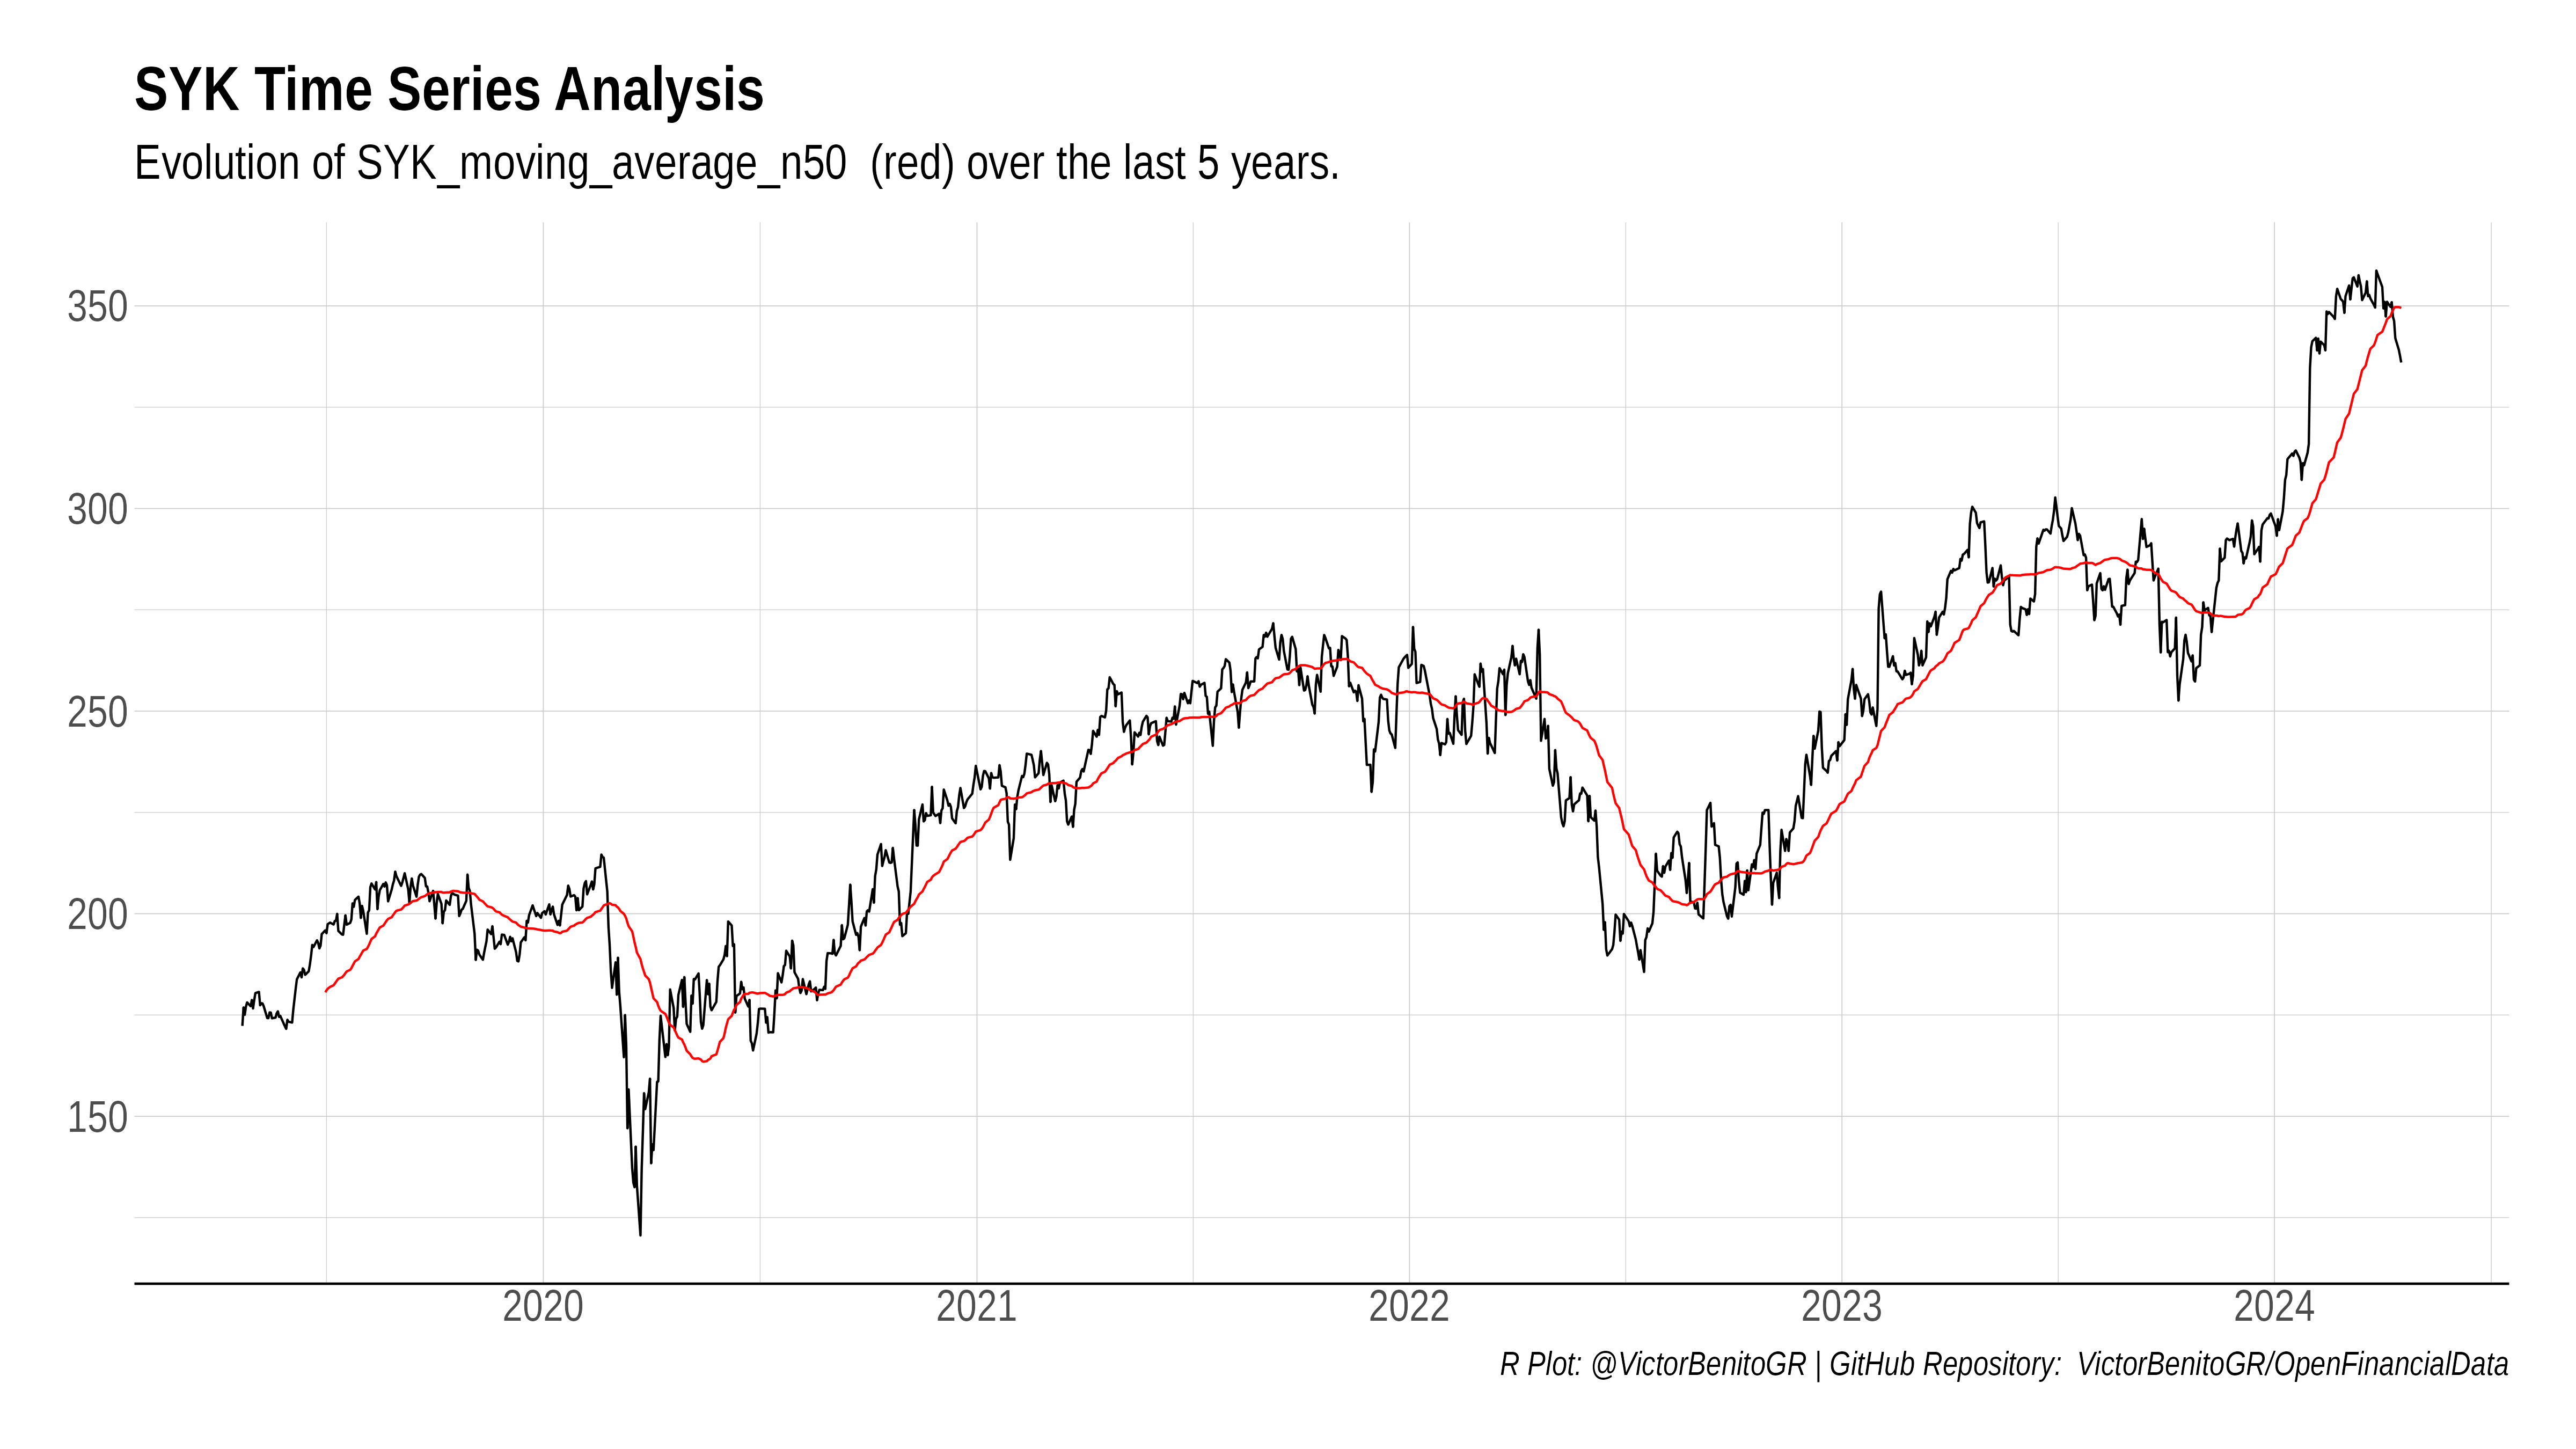 SYK Time Series Analysis
Evolution of SYK_moving_average_n50  (red) over the last 5 years.
350
300
250
200
150
2020 2021 2022 2023 2024
R Plot: @VictorBenitoGR | GitHub Repository:  VictorBenitoGR/OpenFinancialData